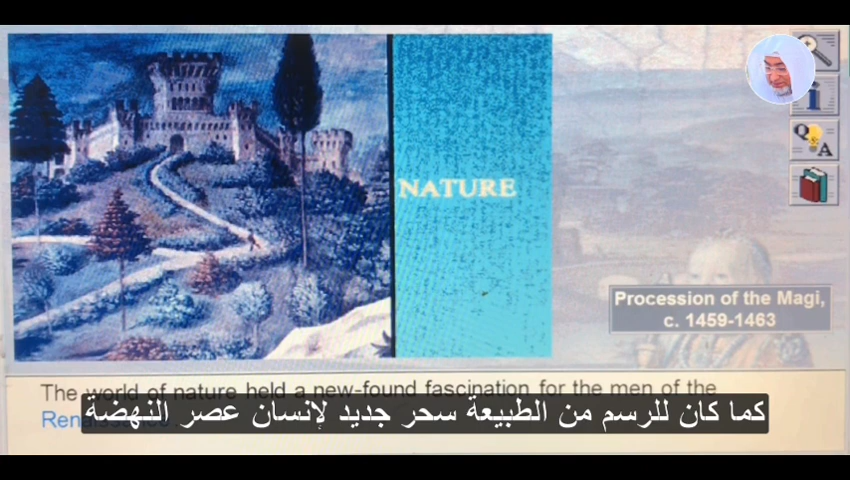 NATURE
Q
&
A
Procession of the Magi,
c. 1459-1463
The world of nature held a new-found fascination for the men of the
Renaissance.
كما كان للرسم من الطبيعة سحر جديد لإنسان عصر النهضة